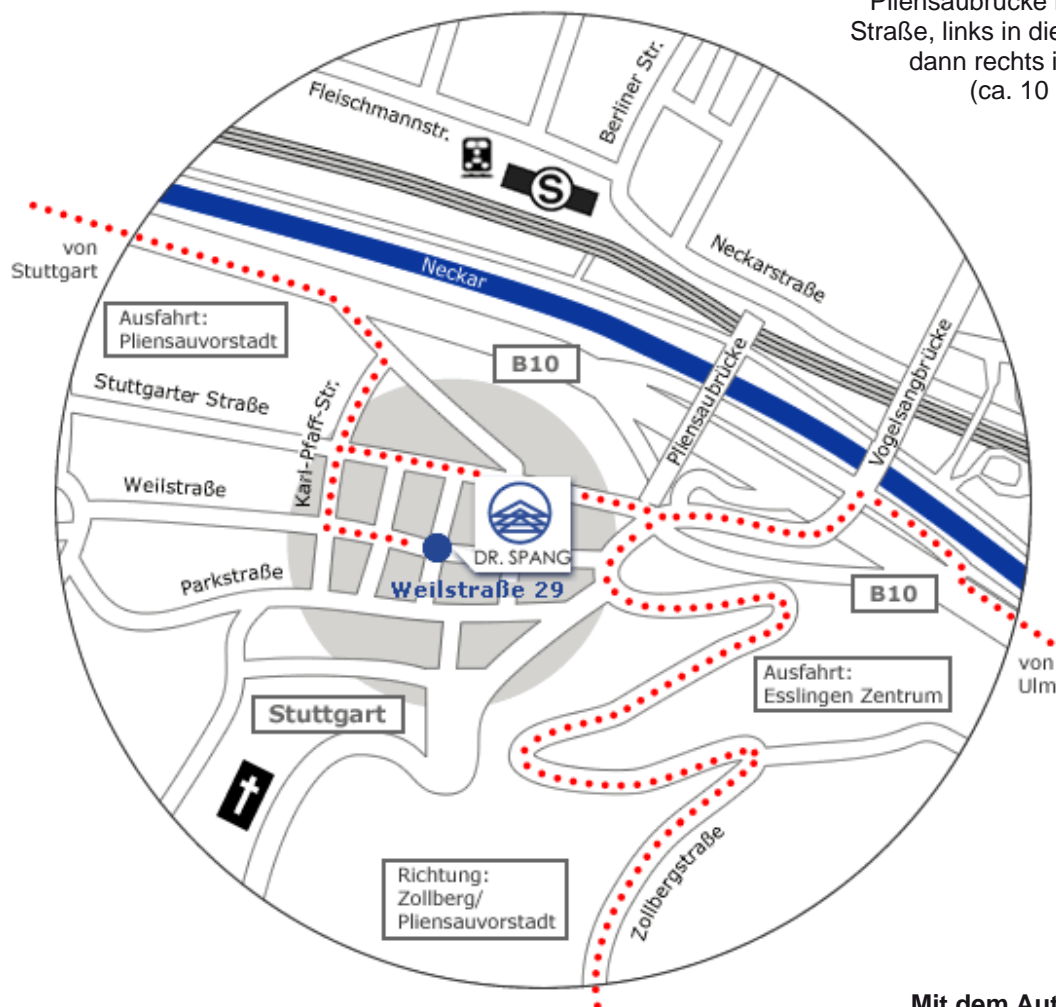 Pliensaubrücke
Straße, links in die
dann rechts
(ca. 10
Fleischmannstr.
Berliner Str.
S
von
Stuttgart
Neckar
Neckarstraße
Ausfahrt:
Pliensauvorstadt
B10
Pliensaubrücke
Vogelsangbrücke
Stuttgarter Straße
Karl-Pfaff-Str.
Weilstraße
DR. SPANG
Weilstraße 29
Parkstraße
B10
von
Ulm
Ausfahrt:
Esslingen Zentrum
Stuttgart
Richtung:
Zollberg/
Pliensauvorstadt
Zollbergstraße
Mit dem Aut